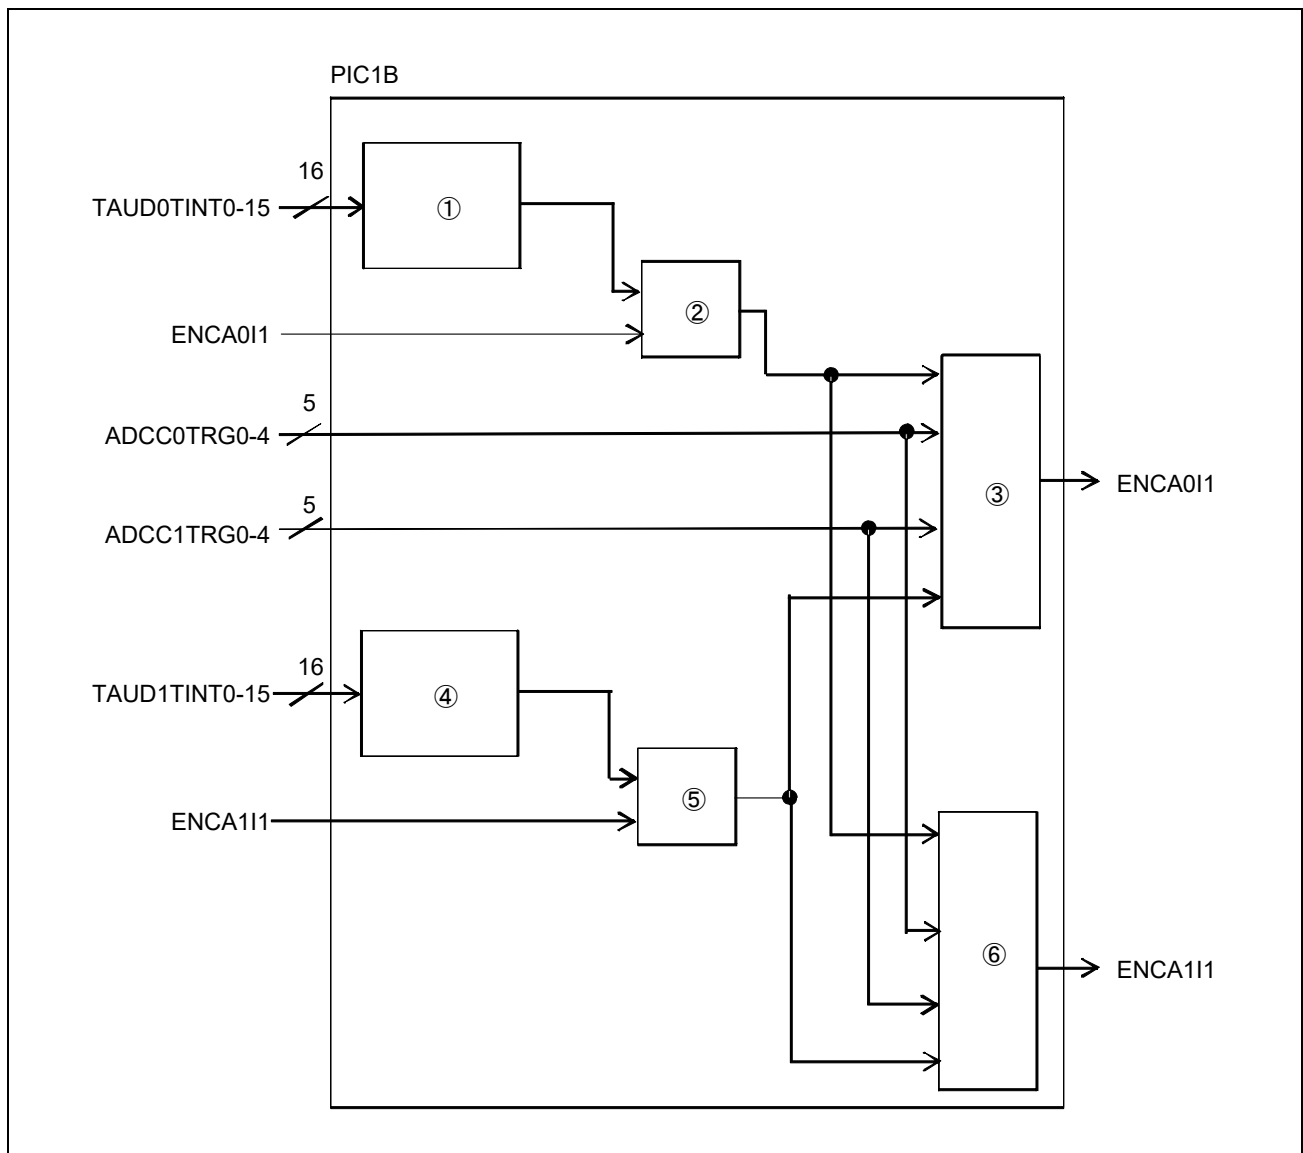 PIC1B
16
TAUD0TINT0-15
①
ENCA0I1
②
5
ADCC0TRG0-4
③
ENCA0I1
5
ADCC1TRG0-4
16
TAUD1TINT0-15
④
ENCA1I1
⑤
⑥
ENCA1I1